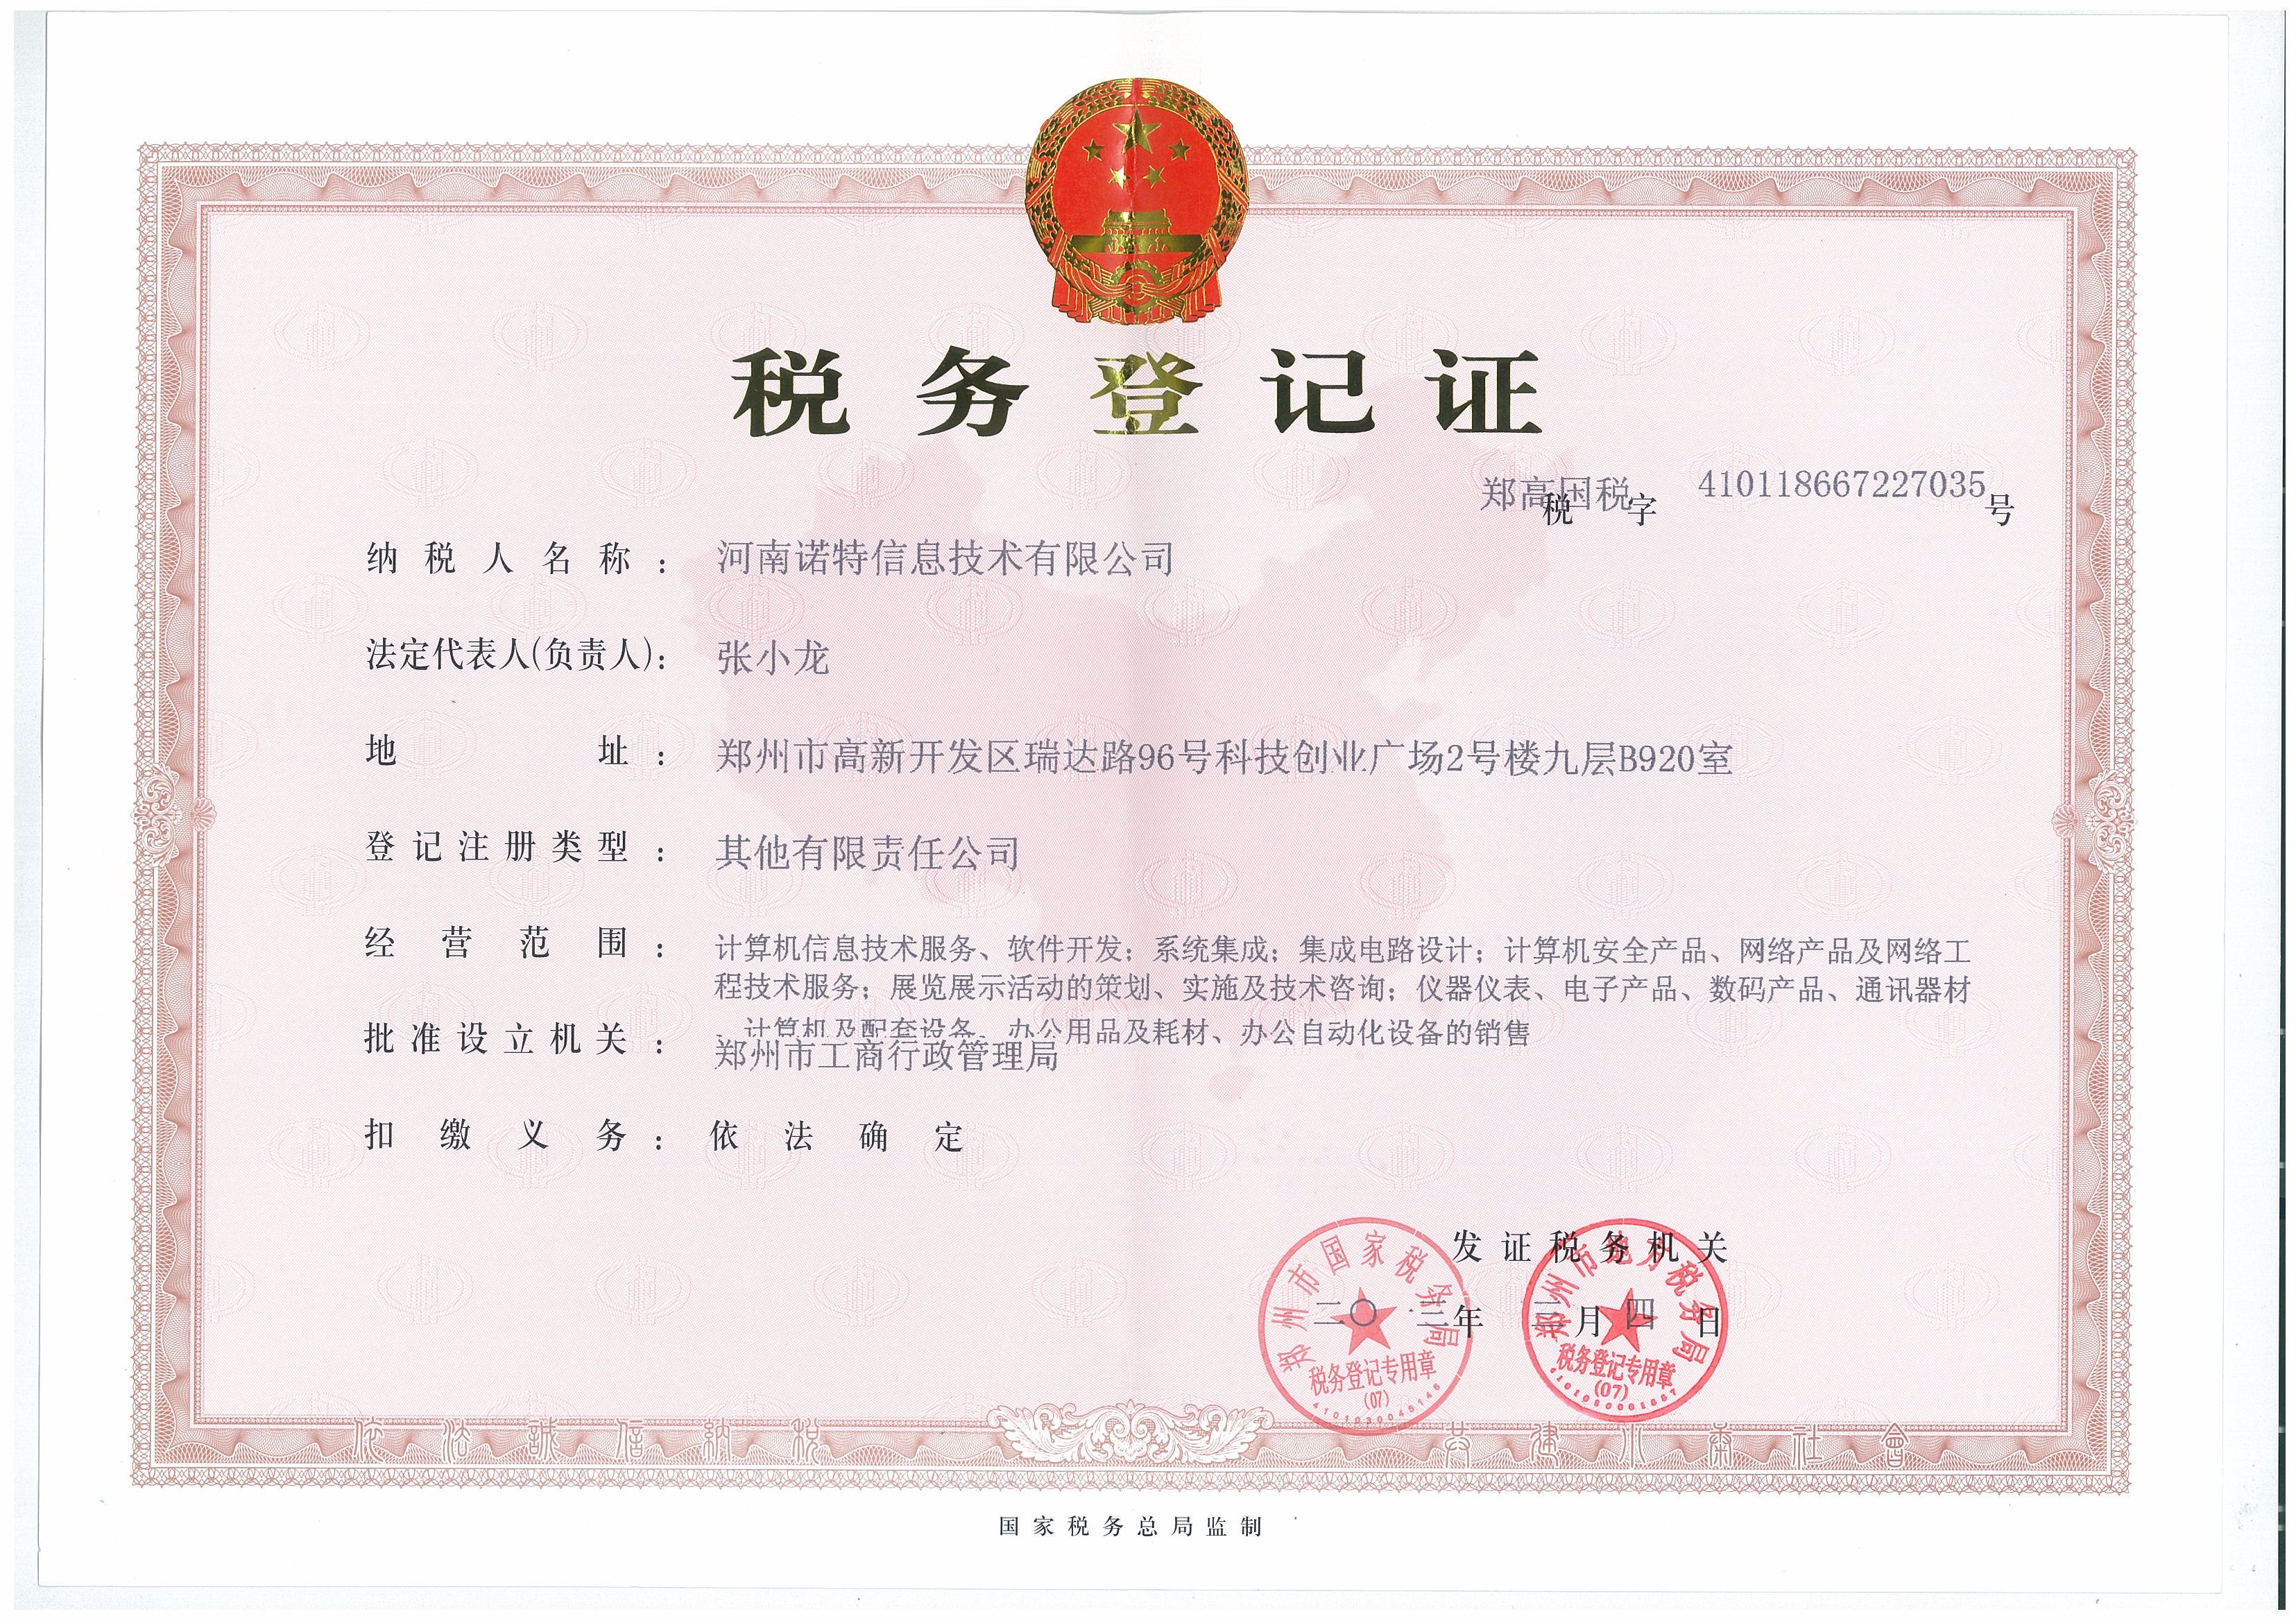 税务登记证
郑高国税 税字 410118667227035 号
纳税人名称： 河南诺特信息技术有限公司
法定代表人(负责人)： 张小龙
地址： 郑州市高新开发区瑞达路96号科技创业广场2号楼九层B920室
登记注册类型： 其他有限责任公司
经营范围： 计算机信息技术服务、软件开发；系统集成；集成电路设计；计算机安全产品、网络产品及网络工
程技术服务；展览展示活动的策划、实施及技术咨询；仪器仪表、电子产品、数码产品、通讯器材
、计算机及配套设备、办公用品及耗材、办公自动化设备的销售
批准设立机关： 郑州市工商行政管理局
扣缴义务： 依法确定
发证税务机关
二〇一三年三月四日
郑州市国家税务局
税务登记专用章
(07)
4101030045146
郑州市地方税务局
税务登记专用章
(07)
依法誠信納税
共建小康社會
国家税务总局监制